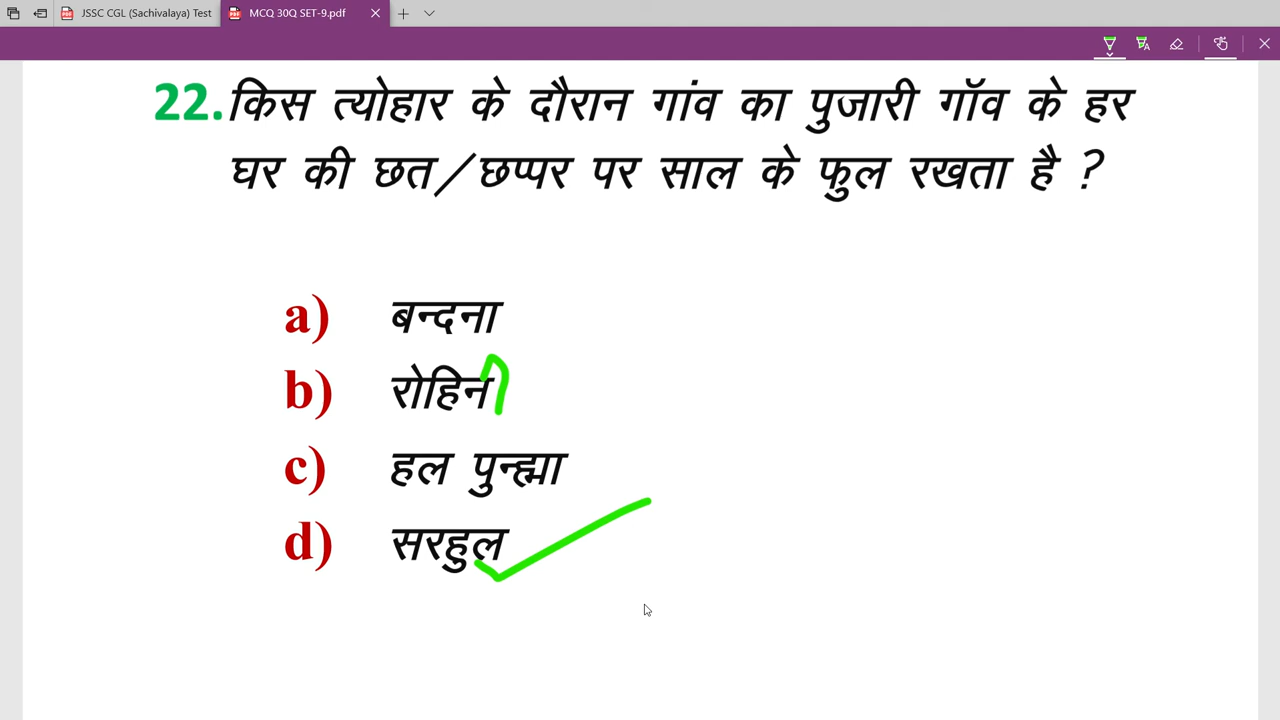 JSSC CGL (Sachivalaya) Test
MCQ 30Q SET-9.pdf
22. किस त्योहार के दौरान गांव का पुजारी गॉव के हर
घर की छत/छप्पर पर साल के फुल रखता है ?
a) बन्दना
b) रोहिन
c) हल पुन्ह्मा
d) सरहुल